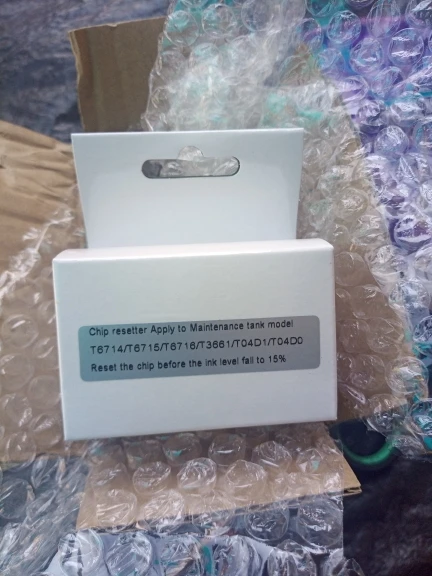 Chip resetter Apply to Maintenance tank model
T6714/T6715/T6716/T3661/T04D1/T04D0
Reset the chip before the ink level fall to 15%